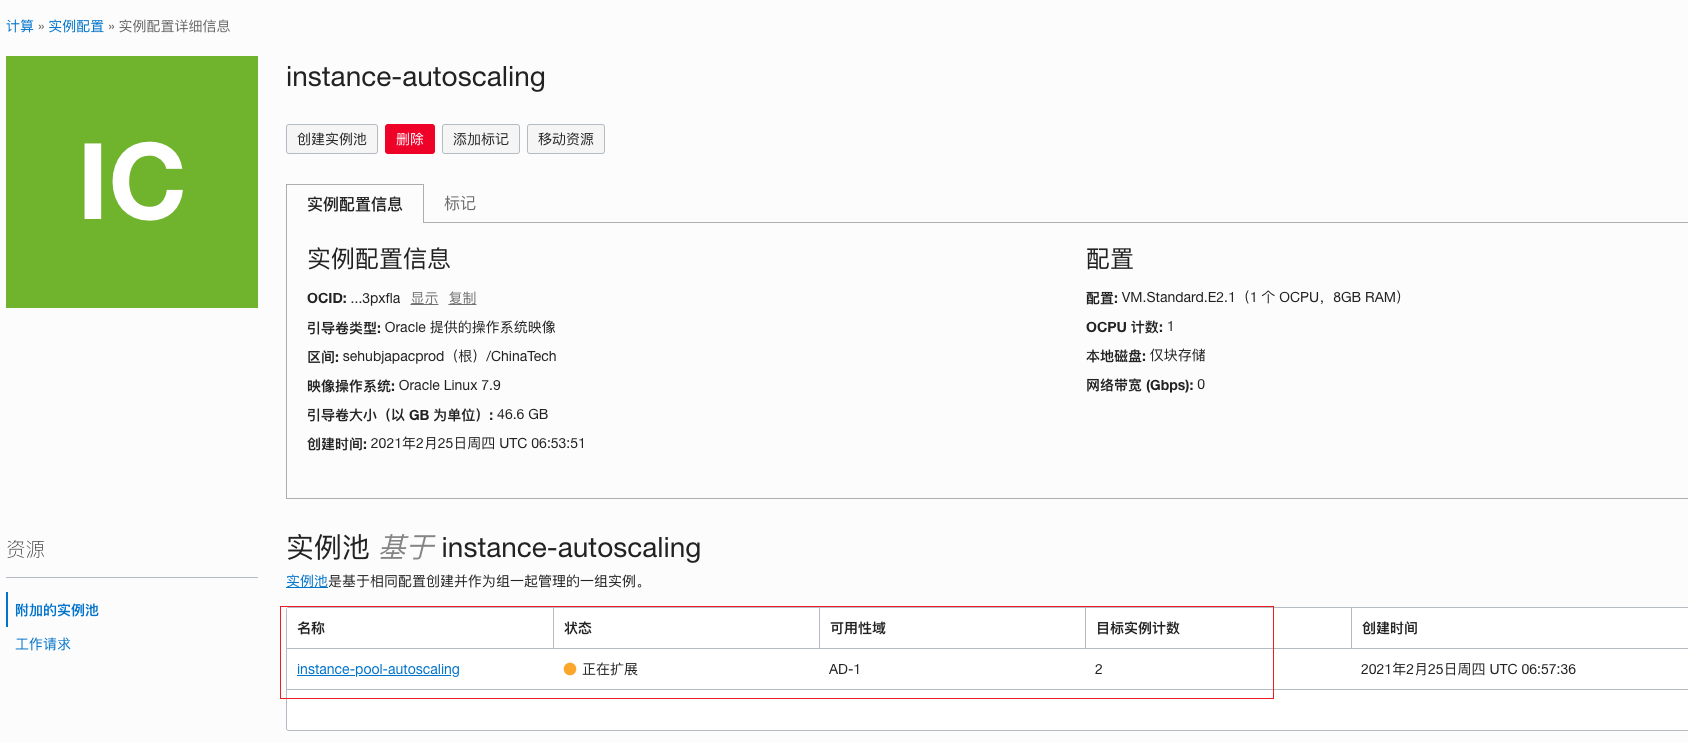 计算 » 实例配置 » 实例配置详细信息
IC
instance-autoscaling
创建实例池 删除 添加标记 移动资源
实例配置信息 标记
实例配置信息
OCID: ...3pxfla 显示 复制
引导卷类型: Oracle 提供的操作系统映像
区间: sehubjapacprod（根）/ChinaTech
映像操作系统: Oracle Linux 7.9
引导卷大小（以 GB 为单位）: 46.6 GB
创建时间: 2021年2月25日周四 UTC 06:53:51
配置
配置: VM.Standard.E2.1（1 个 OCPU，8GB RAM）
OCPU 计数: 1
本地磁盘: 仅块存储
网络带宽 (Gbps): 0
资源
附加的实例池
工作请求
实例池 基于 instance-autoscaling
实例池是基于相同配置创建并作为组一起管理的一组实例。
名称 状态 可用性域 目标实例计数 创建时间
instance-pool-autoscaling 正在扩展 AD-1 2 2021年2月25日周四 UTC 06:57:36